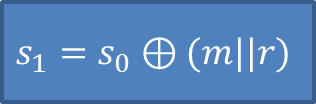 s₁ = s₀ ⊕ (m||r)